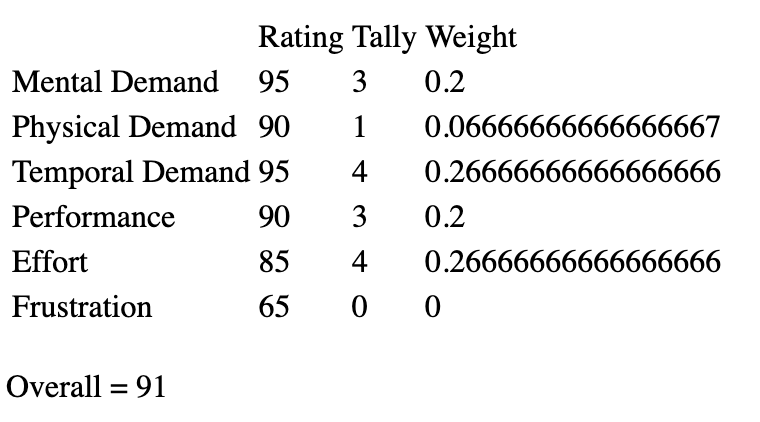 Rating Tally Weight
Mental Demand 95 3 0.2
Physical Demand 90 1 0.06666666666666667
Temporal Demand 95 4 0.26666666666666666
Performance 90 3 0.2
Effort 85 4 0.26666666666666666
Frustration 65 0 0
Overall = 91